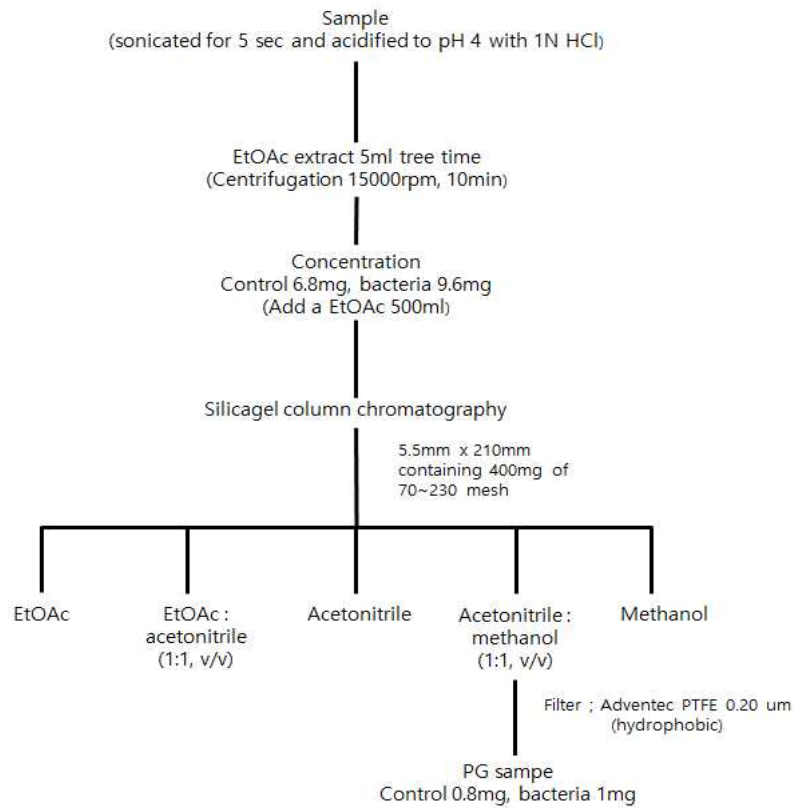 Sample
(sonicated for 5 sec and acidified to pH 4 with 1N HCl)
EtOAc extract 5ml tree time
(Centrifugation 15000rpm, 10min)
Concentration
Control 6.8mg, bacteria 9.6mg
(Add a EtOAc 500ml)
Silicagel column chromatography
5.5mm x 210mm
containing 400mg of
70~230 mesh
EtOAc
EtOAc :
acetonitrile
(1:1, v/v)
Acetonitrile
Acetonitrile :
methanol
(1:1, v/v)
Methanol
Filter ; Adventec PTFE 0.20 um
(hydrophobic)
PG sampe
Control 0.8mg, bacteria 1mg